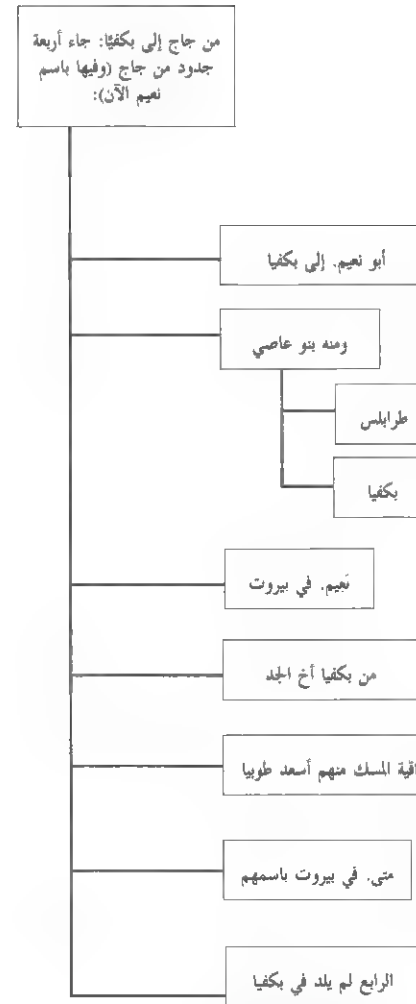 من جاج إلى بكفيّا: جاء أربعة
جدود من جاج (وفيها باسم
نعيم الآن):
أبو نعيم. إلى بكفيا
ومنه بنو عاصي
طرابلس
بكفيا
نعيم. في بيروت
من بكفيا أخ الجد
المسك منهم أسعد طوبيا
متى. في بيروت باسمهم
الرابع لم يلد في بكفيا